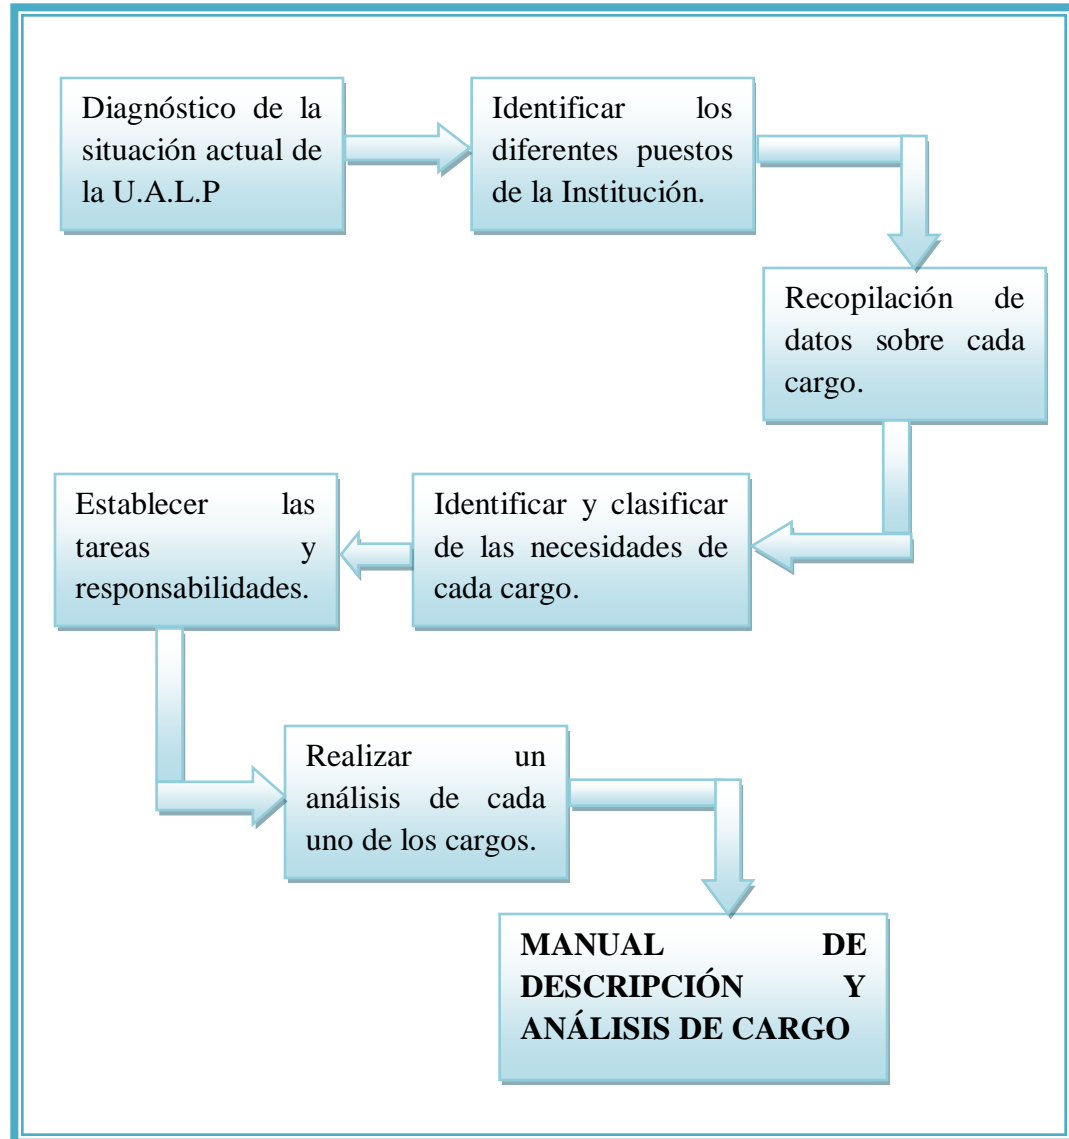 Diagnóstico de la
situación actual de
la U.A.L.P
Identificar los
diferentes puestos
de la Institución.
Recopilación de
datos sobre cada
cargo.
Identificar y clasificar
de las necesidades de
cada cargo.
Establecer las
tareas y
responsabilidades.
Realizar un
análisis de cada
uno de los cargos.
MANUAL DE
DESCRIPCIÓN Y
ANÁLISIS DE CARGO